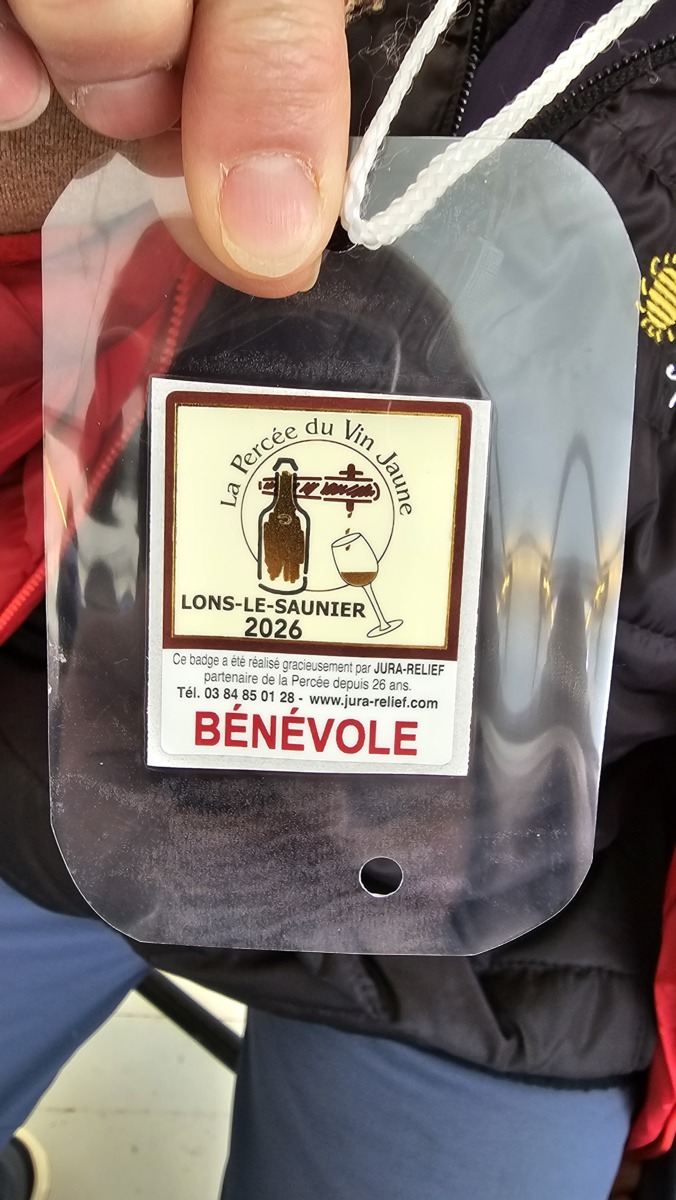 La Percée du Vin Jaune
LONS-LE-SAUNIER
2026
Ce badge a été réalisé gracieusement par JURA-RELIEF
partenaire de la Percée depuis 26 ans.
Tél. 03 84 85 01 28 - www.jura-relief.com
BÉNÉVOLE